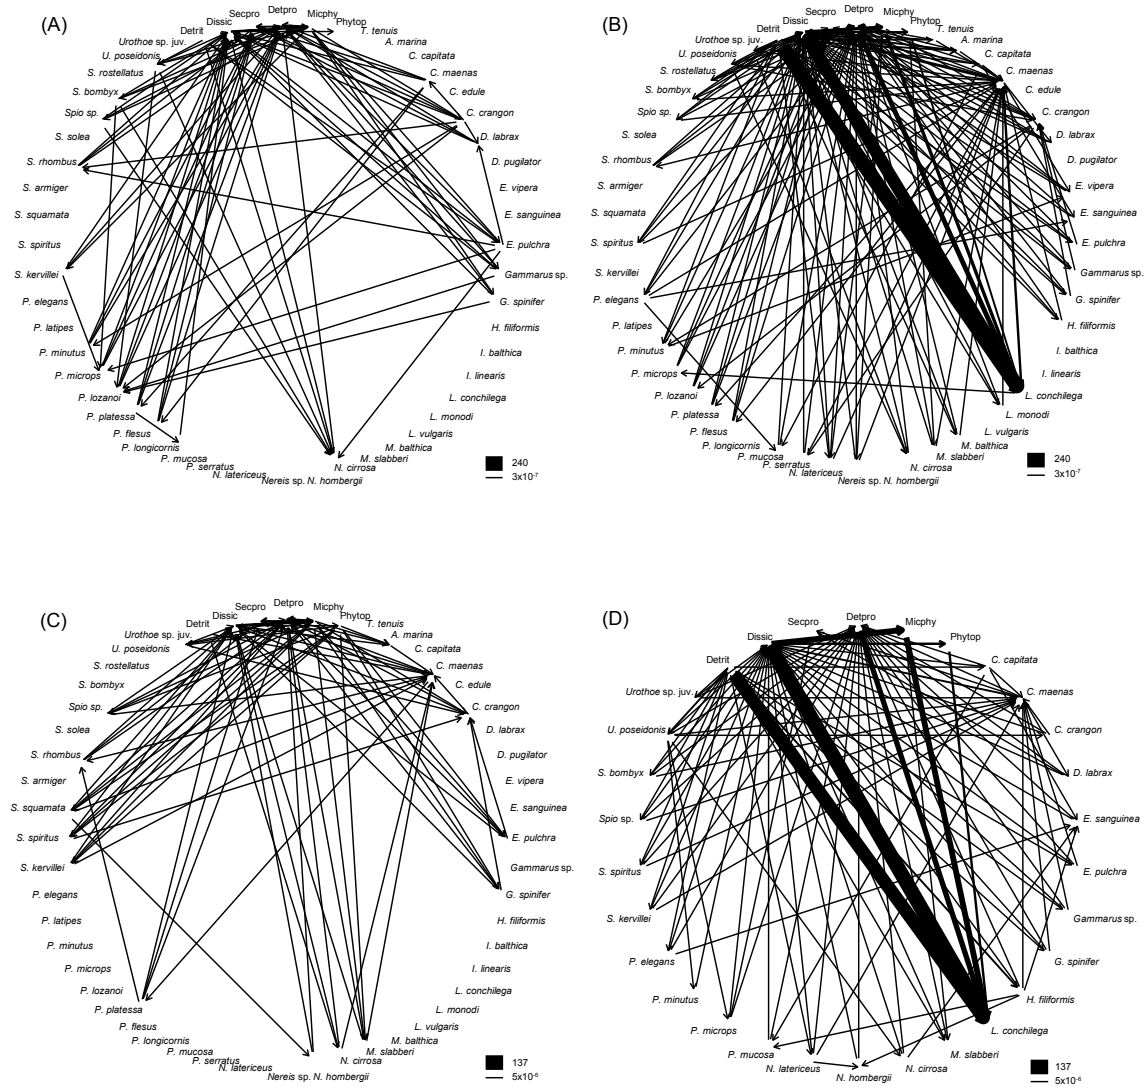 (A)
Detpro
Secpro
Micphy
Dissic
Phytop
Detrit
T. tenuis
Urothoe sp. juv.
A. marina
U. poseidonis
C. capitata
S. rostellatus
C. maenas
S. bombyx
C. edule
Spio sp.
C. crangon
S. solea
D. labrax
S. rhombus
D. pugilator
S. armiger
E. vipera
S. squamata
E. sanguinea
S. spiritus
E. pulchra
S. kervillei
Gammarus sp.
P. elegans
G. spinifer
P. latipes
H. filiformis
P. minutus
I. balthica
P. microps
I. linearis
P. lozanoi
L. conchilega
P. platessa
L. monodi
P. flesus
L. vulgaris
P. longicornis
M. balthica
P. mucosa
M. slabberi
P. serratus
N. cirrosa
N. latericeus
Nereis sp. N. hombergii
240
3x10-7
(B)
Detpro
Secpro
Micphy
Dissic
Phytop
Detrit
T. tenuis
Urothoe sp. juv.
A. marina
U. poseidonis
C. capitata
S. rostellatus
C. maenas
S. bombyx
C. edule
Spio sp.
C. crangon
S. solea
D. labrax
S. rhombus
D. pugilator
S. armiger
E. vipera
S. squamata
E. sanguinea
S. spiritus
E. pulchra
S. kervillei
Gammarus sp.
P. elegans
G. spinifer
P. latipes
H. filiformis
P. minutus
I. balthica
P. microps
I. linearis
P. lozanoi
L. conchilega
P. platessa
L. monodi
P. flesus
L. vulgaris
P. longicornis
M. balthica
P. mucosa
M. slabberi
P. serratus
N. cirrosa
N. latericeus
Nereis sp. N. hombergii
240
3x10-7
(C)
Detpro
Secpro
Micphy
Dissic
Phytop
Detrit
T. tenuis
Urothoe sp. juv.
A. marina
U. poseidonis
C. capitata
S. rostellatus
C. maenas
S. bombyx
C. edule
Spio sp.
C. crangon
S. solea
D. labrax
S. rhombus
D. pugilator
S. armiger
E. vipera
S. squamata
E. sanguinea
S. spiritus
E. pulchra
S. kervillei
Gammarus sp.
P. elegans
G. spinifer
P. latipes
H. filiformis
P. minutus
I. balthica
P. microps
I. linearis
P. lozanoi
L. conchilega
P. platessa
L. monodi
P. flesus
L. vulgaris
P. longicornis
M. balthica
P. mucosa
M. slabberi
P. serratus
N. cirrosa
N. latericeus
Nereis sp. N. hombergii
137
5x10-6
(D)
Detpro
Secpro
Micphy
Dissic
Phytop
Detrit
C. capitata
Urothoe sp. juv.
C. maenas
U. poseidonis
C. crangon
S. bombyx
D. labrax
Spio sp.
E. sanguinea
S. spiritus
E. pulchra
S. kervillei
Gammarus sp.
P. elegans
G. spinifer
P. minutus
H. filiformis
P. microps
L. conchilega
P. mucosa
M. slabberi
N. latericeus
N. cirrosa
N. hombergii
137
5x10-6